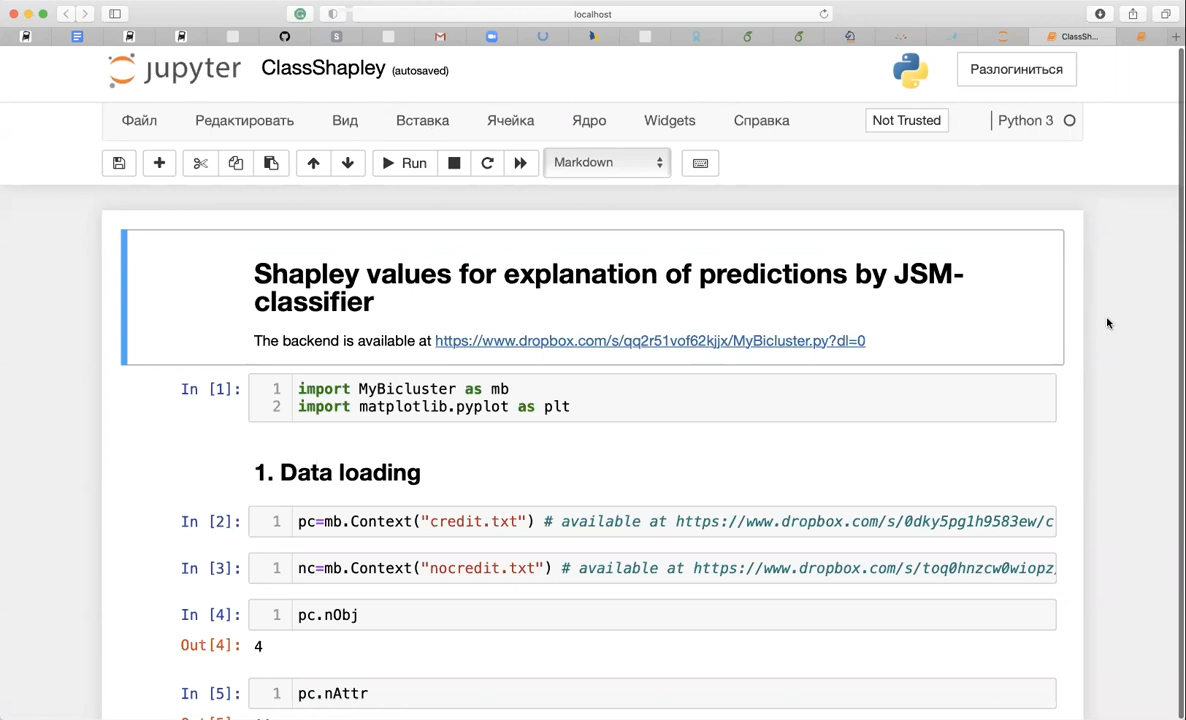 localhost
ClassSh...
jupyter ClassShapley (autosaved)
Разлогиниться
Файл Редактировать Вид Вставка Ячейка Ядро Widgets Справка Not Trusted Python 3
Run Markdown
Shapley values for explanation of predictions by JSM-
classifier
The backend is available at https://www.dropbox.com/s/qq2r51vof62kjjx/MyBicluster.py?dl=0
In [1]: 1 import MyBicluster as mb
2 import matplotlib.pyplot as plt
1. Data loading
In [2]: 1 pc=mb.Context("credit.txt") # available at https://www.dropbox.com/s/0dky5pg1h9583ew/c
In [3]: 1 nc=mb.Context("nocredit.txt") # available at https://www.dropbox.com/s/toq0hnzcw0wiopz
In [4]: 1 pc.nObj
Out[4]: 4
In [5]: 1 pc.nAttr